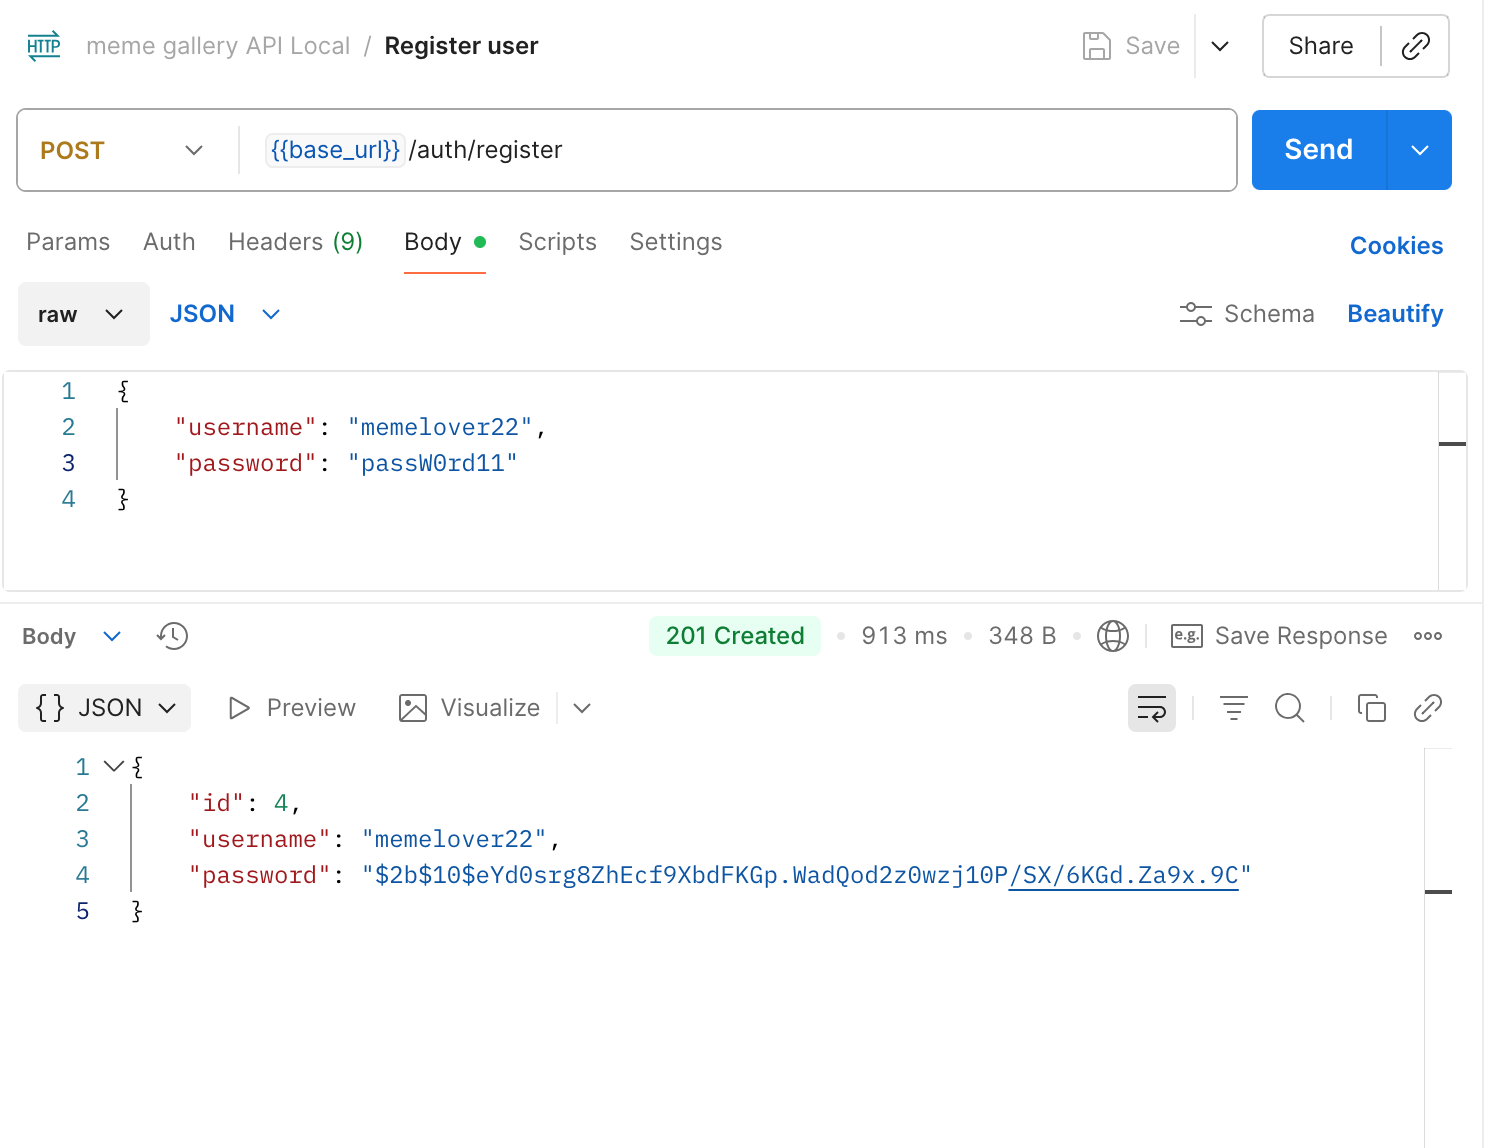 HTTP meme gallery API Local / Register user Save Share
POST {{base_url}}/auth/register Send
Params Auth Headers (9) Body Scripts Settings Cookies
raw JSON Schema Beautify
1 {
2 "username": "memelover22",
3 "password": "passW0rd11"
4 }
Body 201 Created • 913 ms • 348 B • e.g. Save Response
{ } JSON Preview Visualize
1 {
2 "id": 4,
3 "username": "memelover22",
4 "password": "$2b$10$eYd0srg8ZhEcf9XbdFKGp.WadQod2z0wzj10P/SX/6KGd.Za9x.9C"
5 }